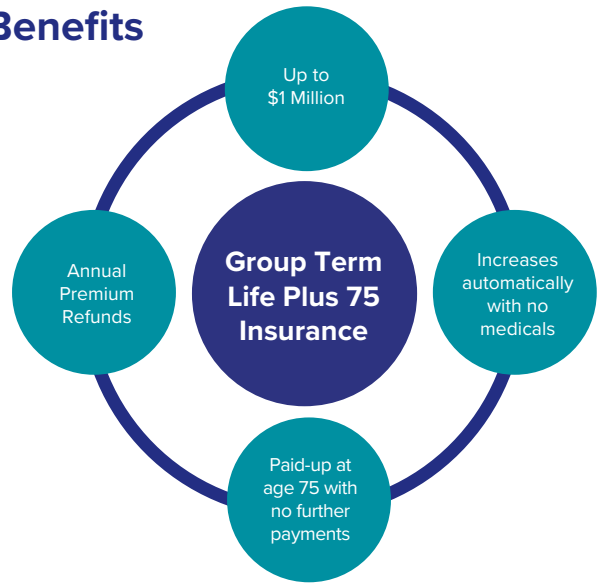 Benefits
Up to
$1 Million
Group Term
Life Plus 75
Insurance
Annual
Premium
Refunds
Increases
automatically
with no
medicals
Paid-up at
age 75 with
no further
payments